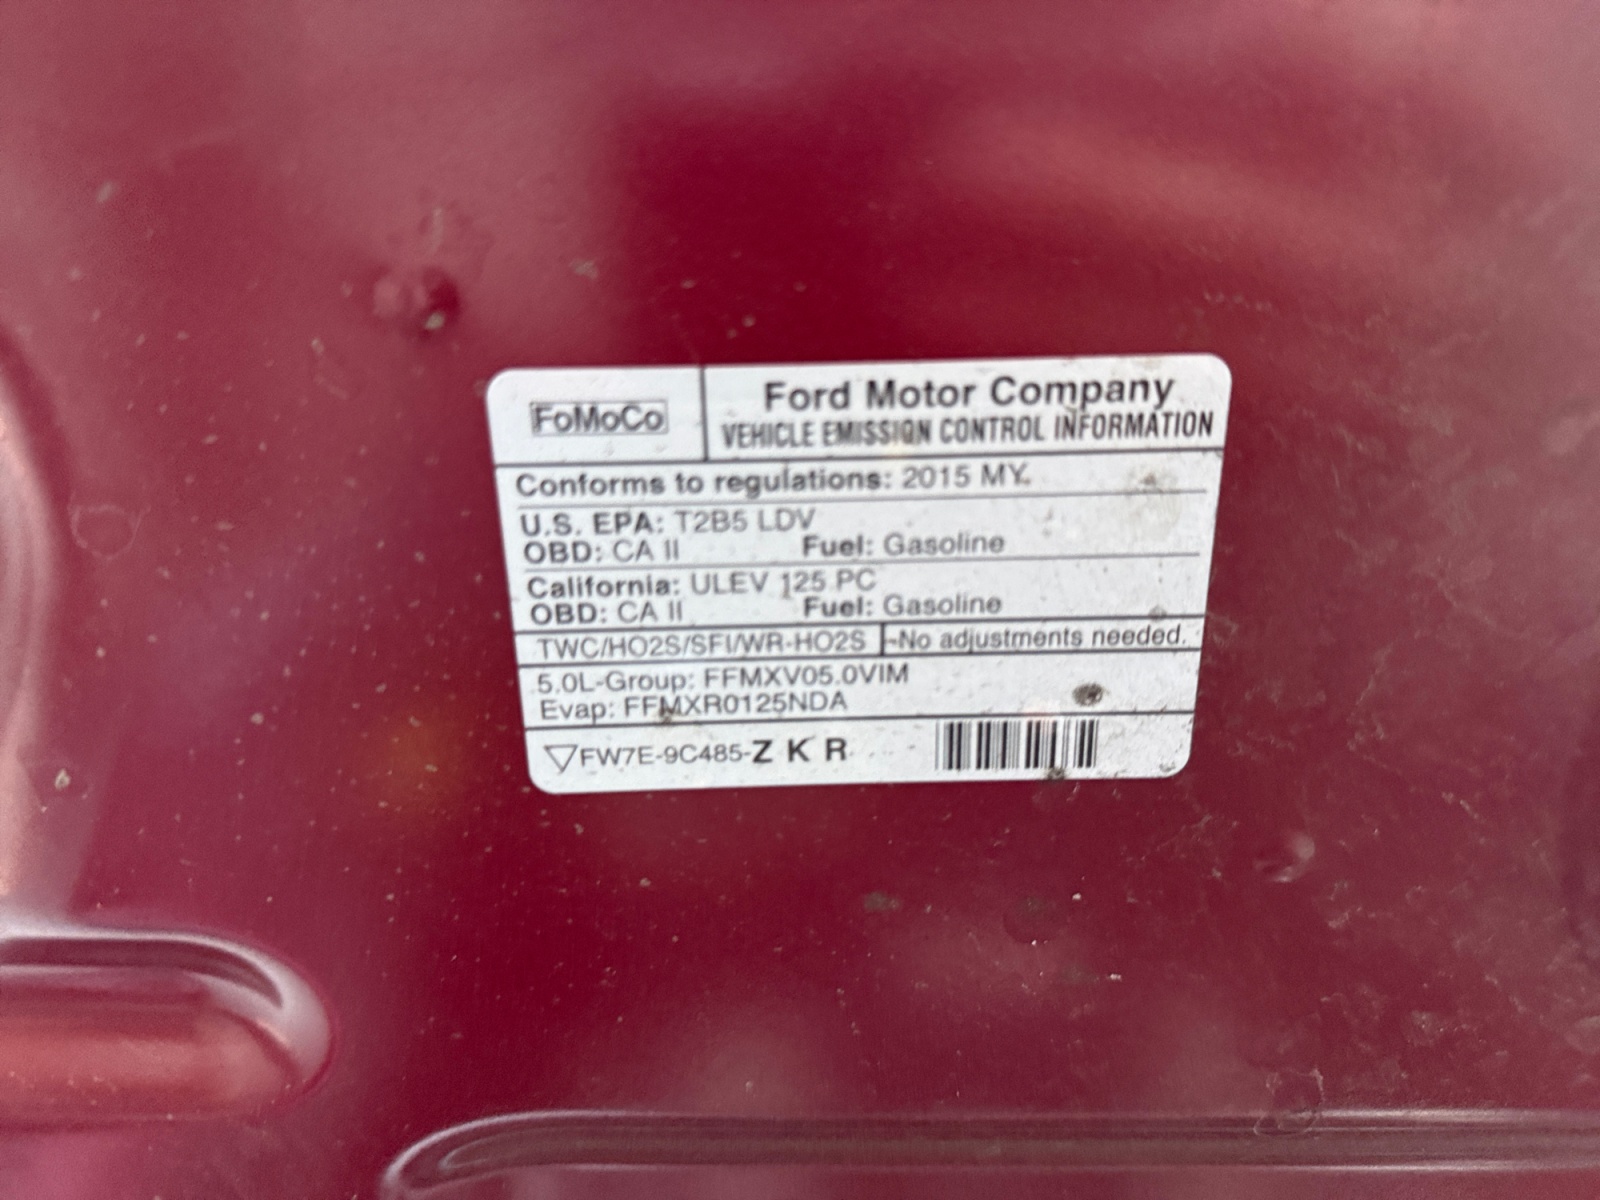 FoMoCo
Ford Motor Company
VEHICLE EMISSION CONTROL INFORMATION
Conforms to regulations: 2015 MY.
U.S. EPA: T2B5 LDV
OBD: CA II Fuel: Gasoline
California: ULEV 125 PC
OBD: CA II Fuel: Gasoline
TWC/HO2S/SFI/WR-HO2S -No adjustments needed.
5.0L-Group: FFMXV05.0VIM
Evap: FFMXR0125NDA
FW7E-9C485-Z K R